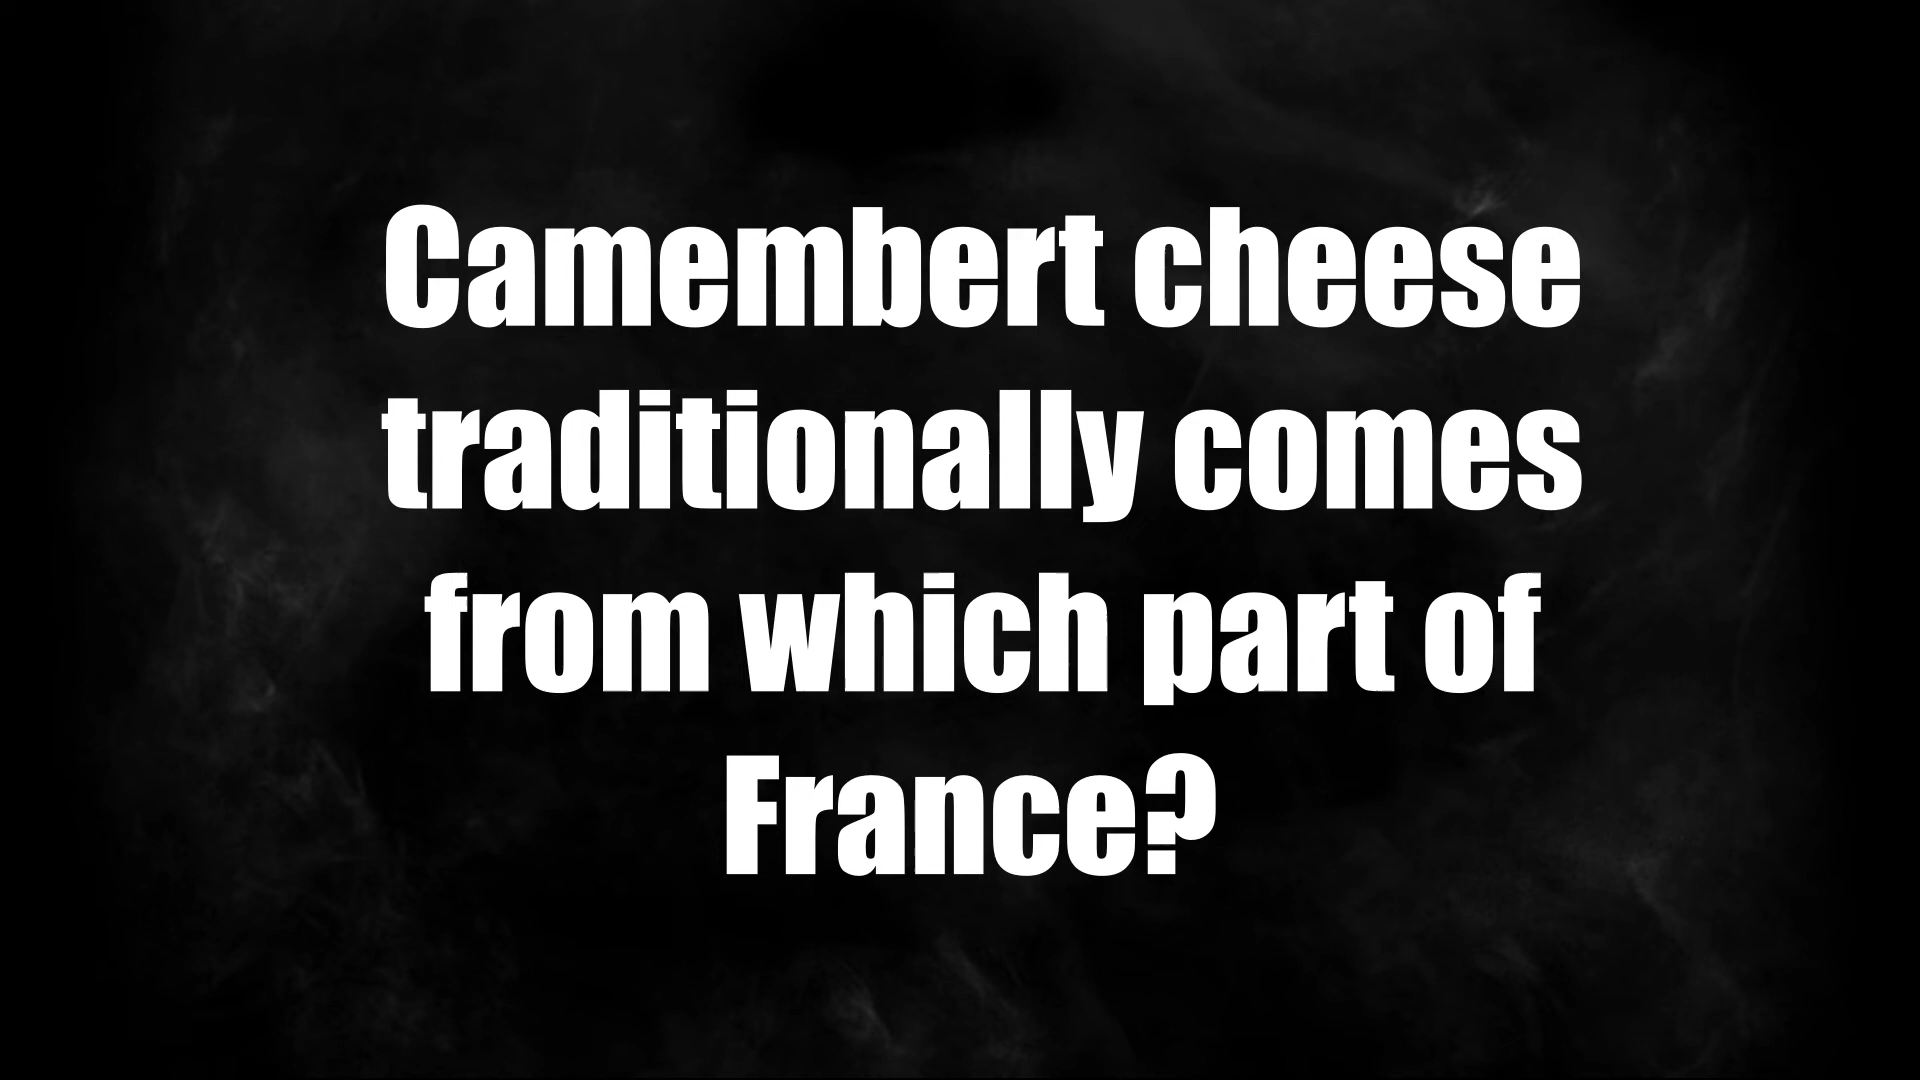 Camembert cheese
traditionally comes
from which part of
France?